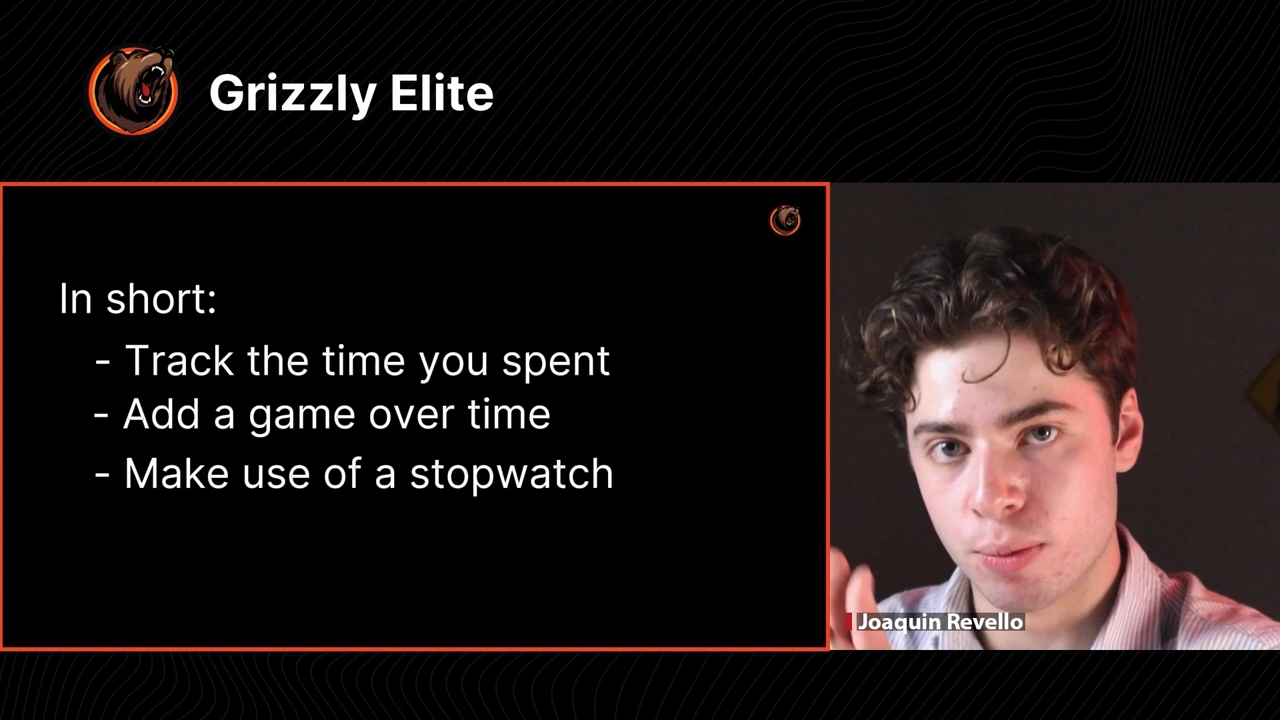 Grizzly Elite
In short:
- Track the time you spent
- Add a game over time
- Make use of a stopwatch
Joaquin Revello